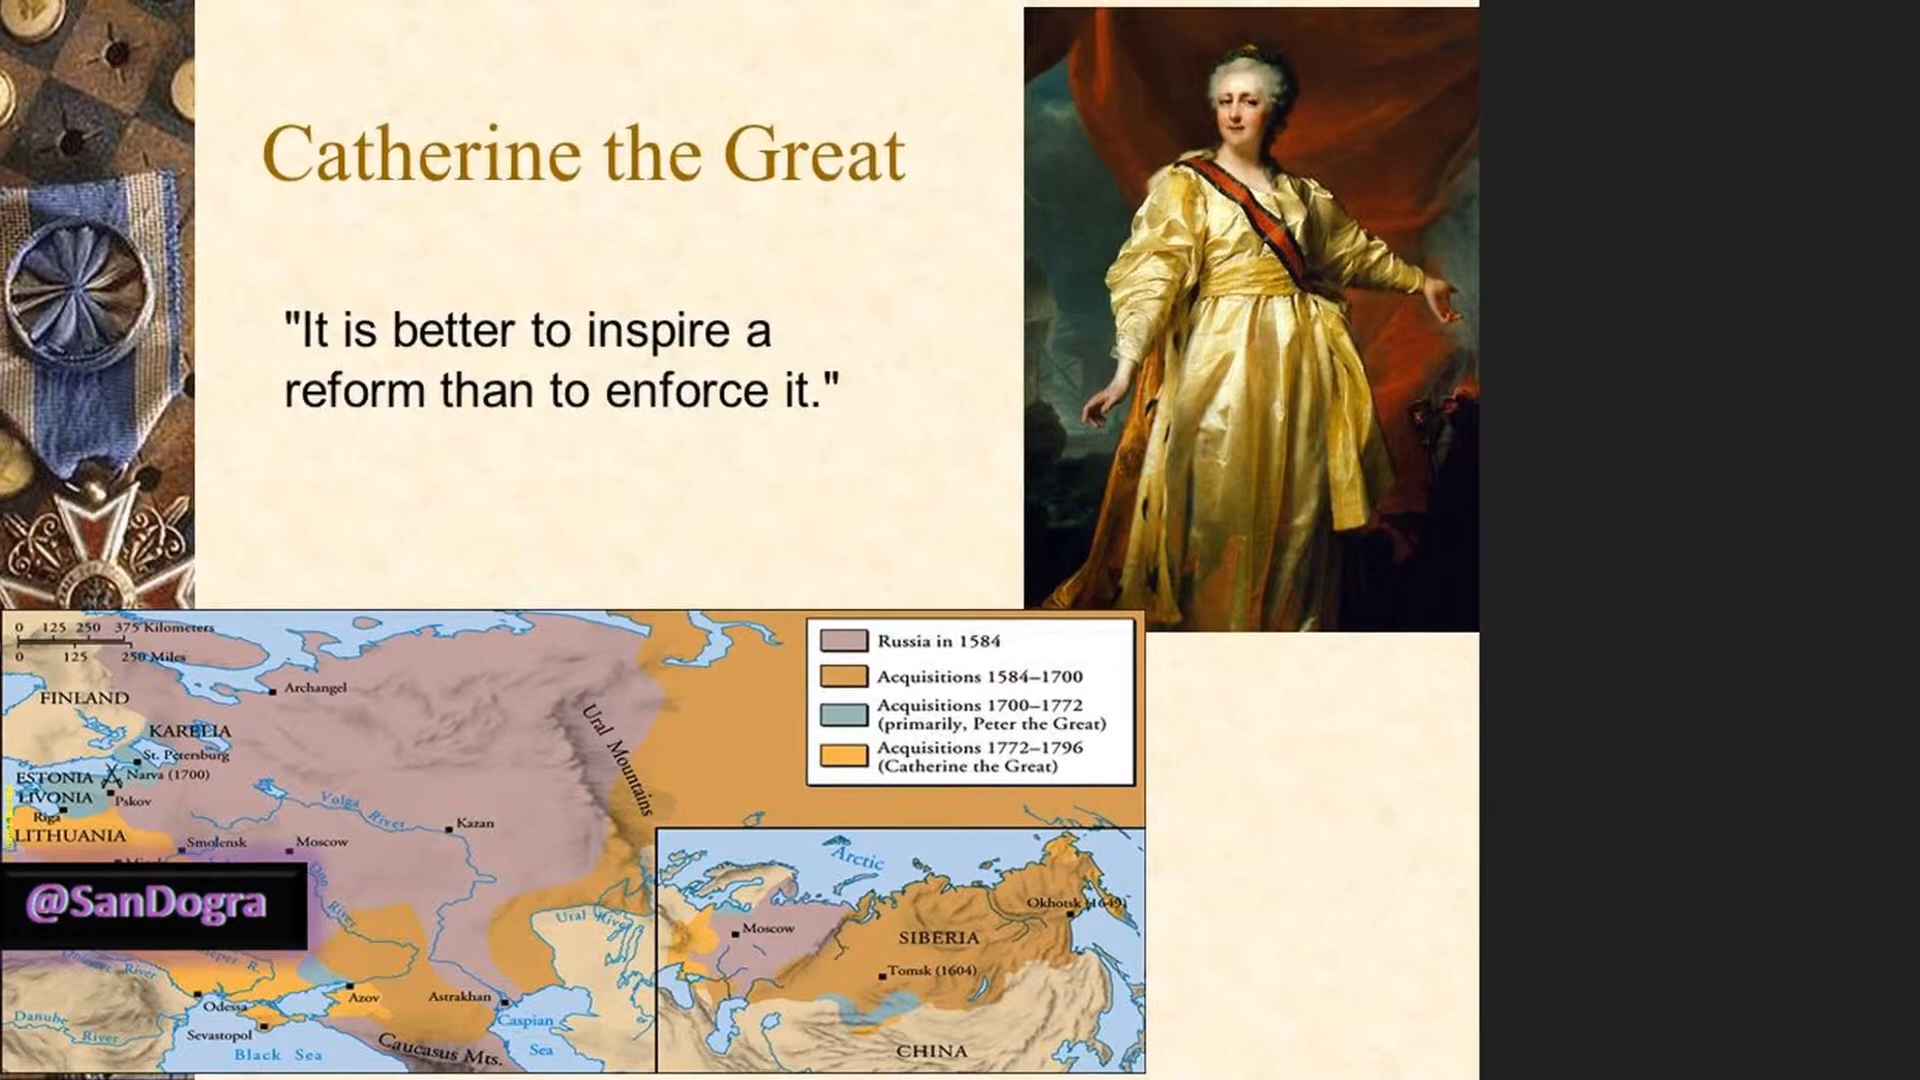 Catherine the Great
"It is better to inspire a
reform than to enforce it."
0 125 250 375 Kilometers
0 125 250 Miles
FINLAND
Archangel
KARELIA
St. Petersburg
ESTONIA
Narva (1700)
LIVONIA
Pskov
Riga
LITHUANIA
Smolensk
Moscow
Volga River
Kazan
Ural Mountains
Russia in 1584
Acquisitions 1584–1700
Acquisitions 1700–1772
(primarily, Peter the Great)
Acquisitions 1772–1796
(Catherine the Great)
@SanDogra
Don River
Ural River
Dniester River
R.
Odessa
Azov
Astrakhan
Sevastopol
Danube River
Black Sea
Caucasus Mts.
Caspian
Sea
Arctic
Okhotsk (1649)
Moscow
SIBERIA
Tomsk (1604)
CHINA